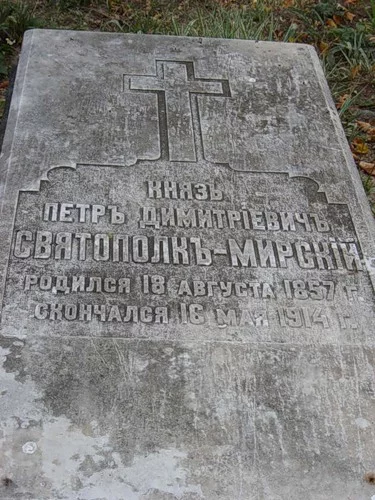 КНЯЗЬ
ПЕТРЪ ДИМИТРІЕВИЧЪ
СВЯТОПОЛКЪ-МИРСКІЙ
РОДИЛСЯ 18 АВГУСТА 1857 Г.
СКОНЧАЛСЯ 16 МАЯ 1914 Г.